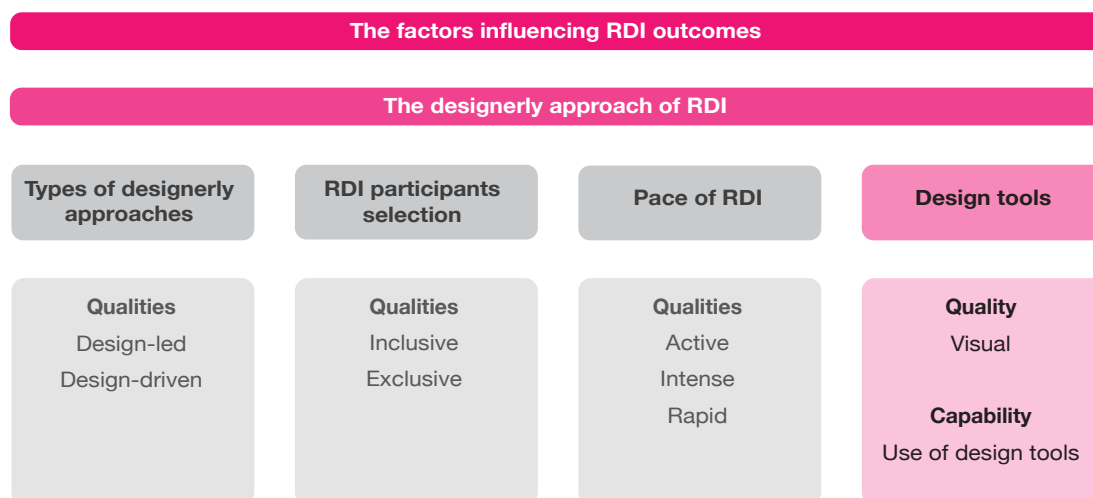 The factors influencing RDI outcomes
The designerly approach of RDI
Types of designerly
approaches
RDI participants
selection
Pace of RDI
Design tools
Qualities
Design-led
Design-driven
Qualities
Inclusive
Exclusive
Qualities
Active
Intense
Rapid
Quality
Visual
Capability
Use of design tools